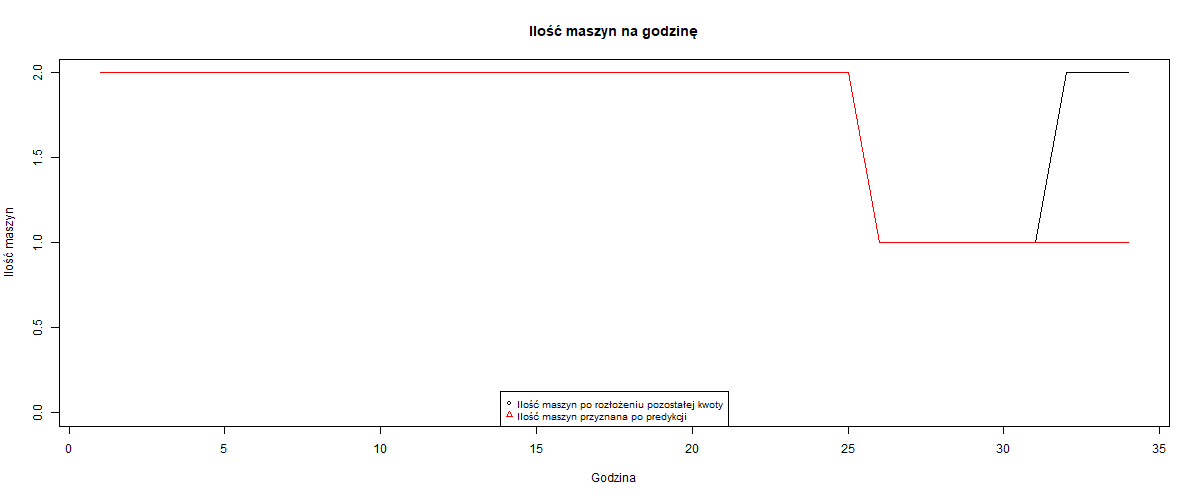 Ilość maszyn na godzinę
Ilość maszyn
2.0
1.5
1.0
0.5
0.0
Ilość maszyn po rozłożeniu pozostałej kwoty
Ilość maszyn przyznana po predykcji
0 5 10 15 20 25 30 35
Godzina